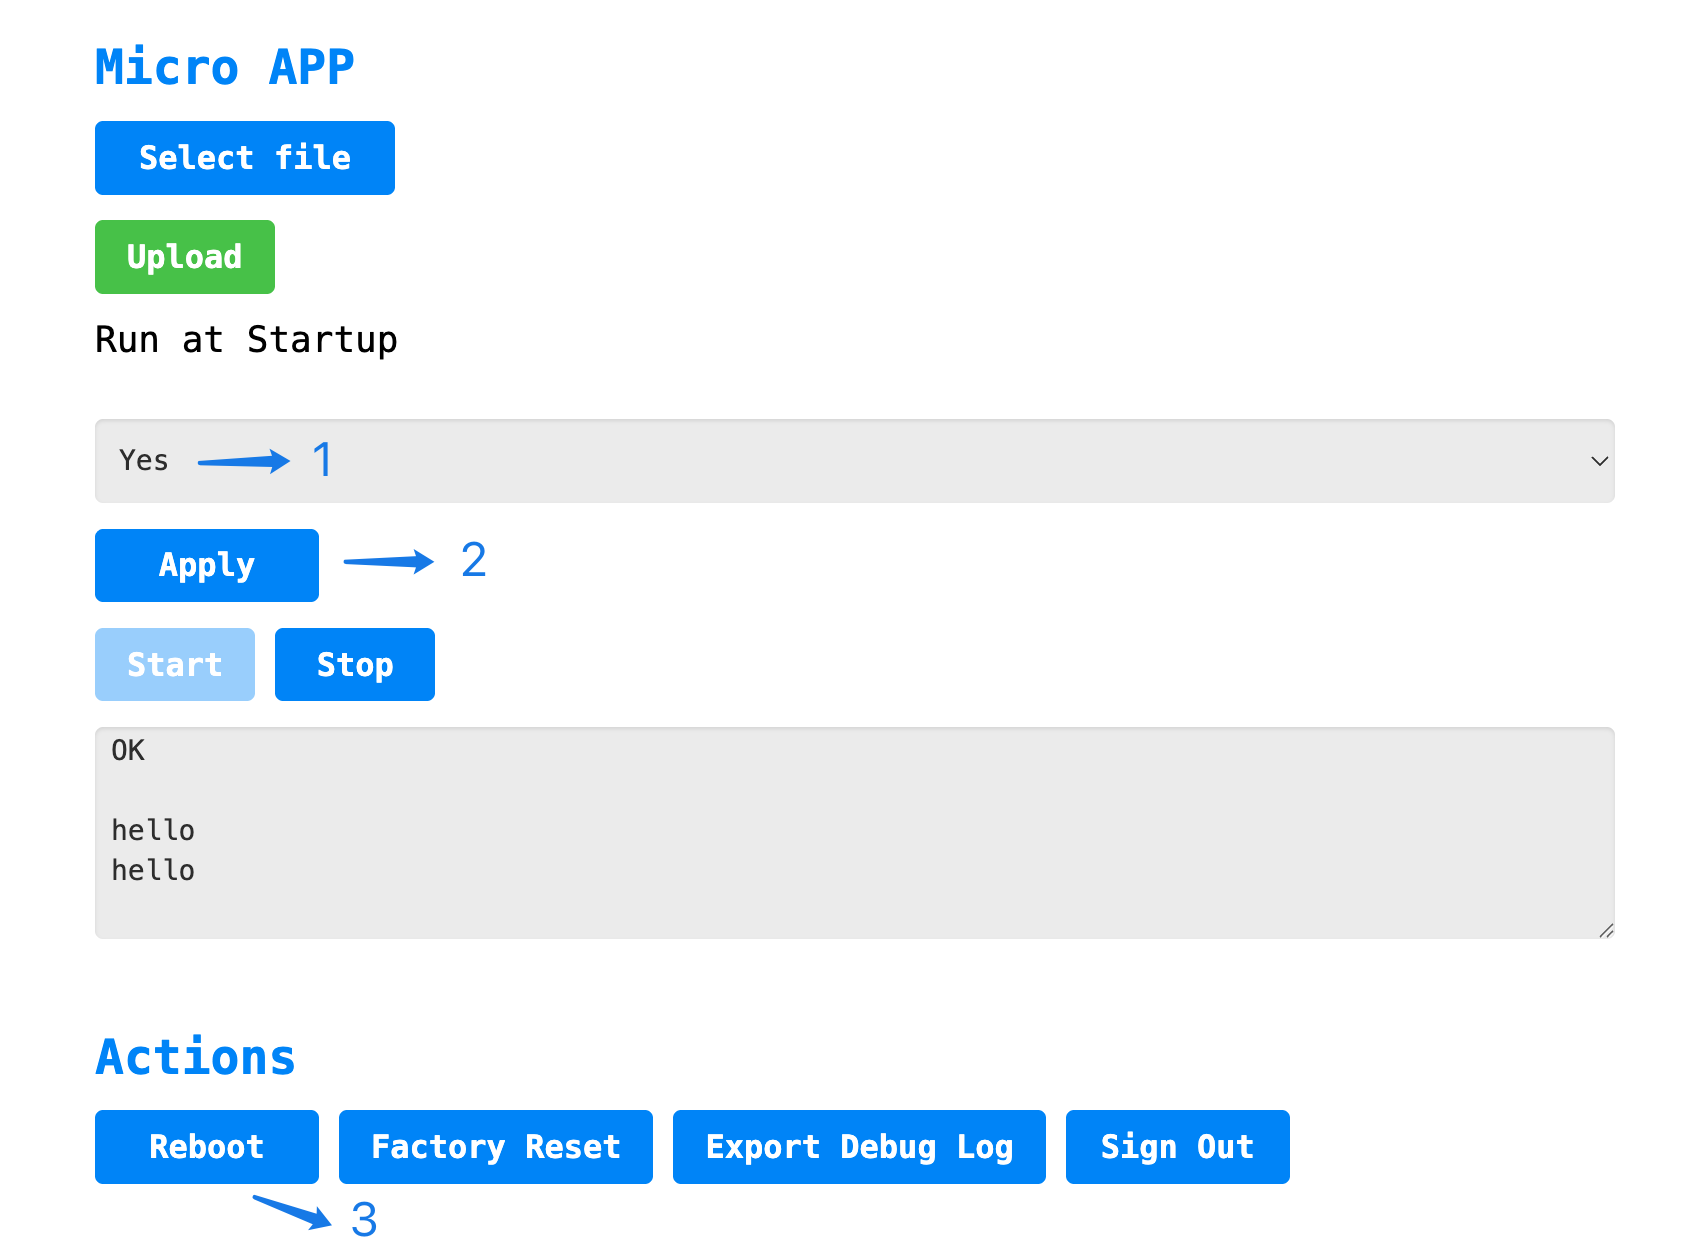 Micro APP
Select file
Upload
Run at Startup
Yes 1
Apply 2
Start Stop
OK
hello
hello
Actions
Reboot Factory Reset Export Debug Log Sign Out
3